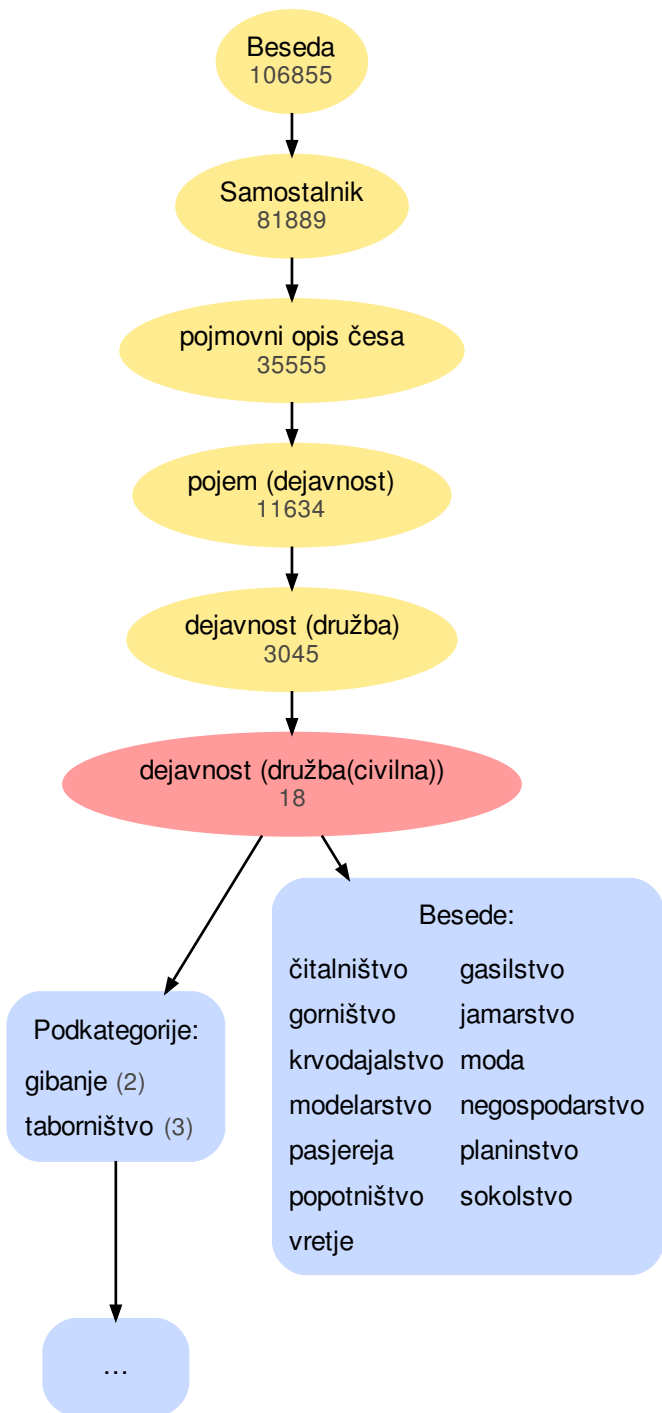 Beseda
106855
Samostalnik
81889
pojmovni opis česa
35555
pojem (dejavnost)
11634
dejavnost (družba)
3045
dejavnost (družba(civilna))
18
Besede:
čitalništvo gasilstvo
gorništvo jamarstvo
krvodajalstvo moda
modelarstvo negospodarstvo
pasjereja planinstvo
popotništvo sokolstvo
vretje
Podkategorije:
gibanje (2)
taborništvo (3)
...